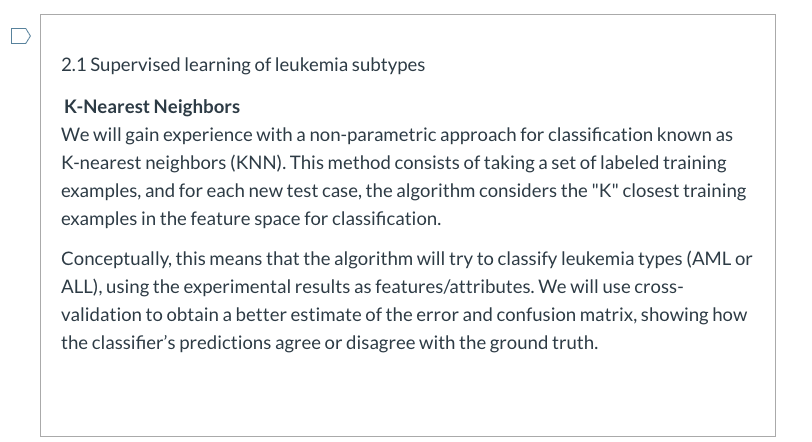 2.1 Supervised learning of leukemia subtypes
K-Nearest Neighbors
We will gain experience with a non-parametric approach for classification known as
K-nearest neighbors (KNN). This method consists of taking a set of labeled training
examples, and for each new test case, the algorithm considers the "K" closest training
examples in the feature space for classification.
Conceptually, this means that the algorithm will try to classify leukemia types (AML or
ALL), using the experimental results as features/attributes. We will use cross-
validation to obtain a better estimate of the error and confusion matrix, showing how
the classifier’s predictions agree or disagree with the ground truth.